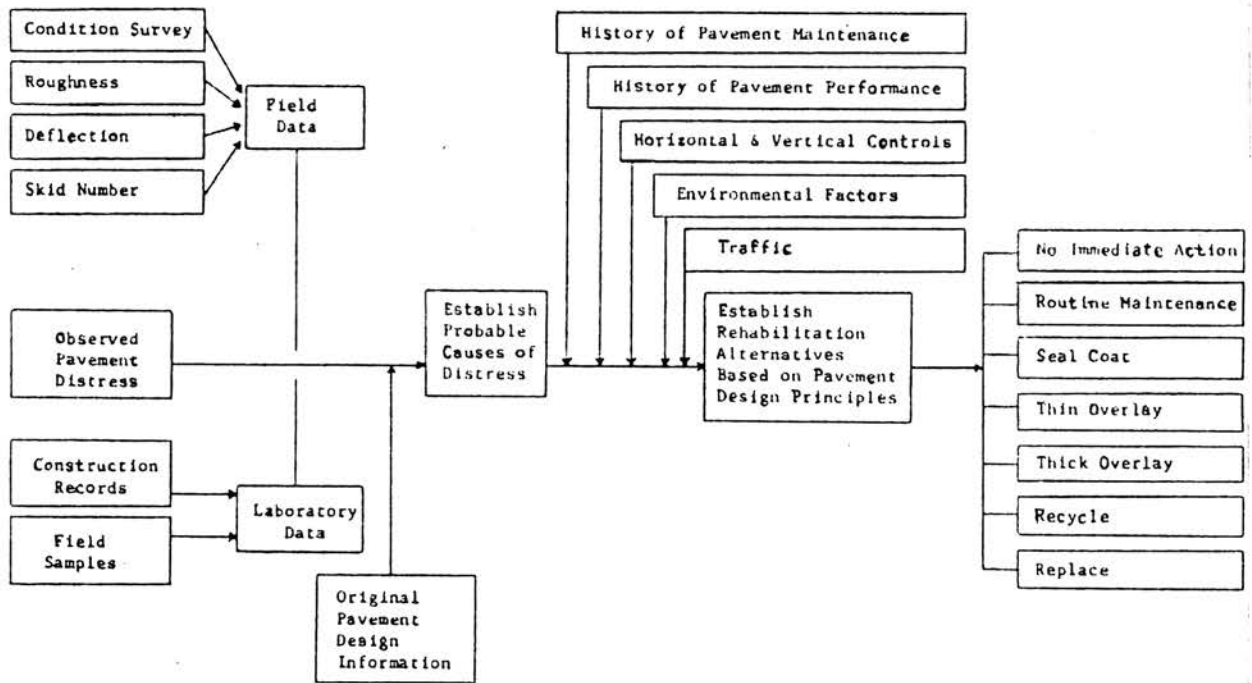 Condition Survey
Roughness
Deflection
Skid Number
Field
Data
Observed
Pavement
Distress
Construction
Records
Field
Samples
Laboratory
Data
Original
Pavement
Design
Information
Establish
Probable
Causes of
Distress
History of Pavement Maintenance
History of Pavement Performance
Horizontal & Vertical Controls
Environmental Factors
Traffic
Establish
Rehabilitation
Alternatives
Based on Pavement
Design Principles
No Immediate Action
Routine Maintenance
Seal Coat
Thin Overlay
Thick Overlay
Recycle
Replace